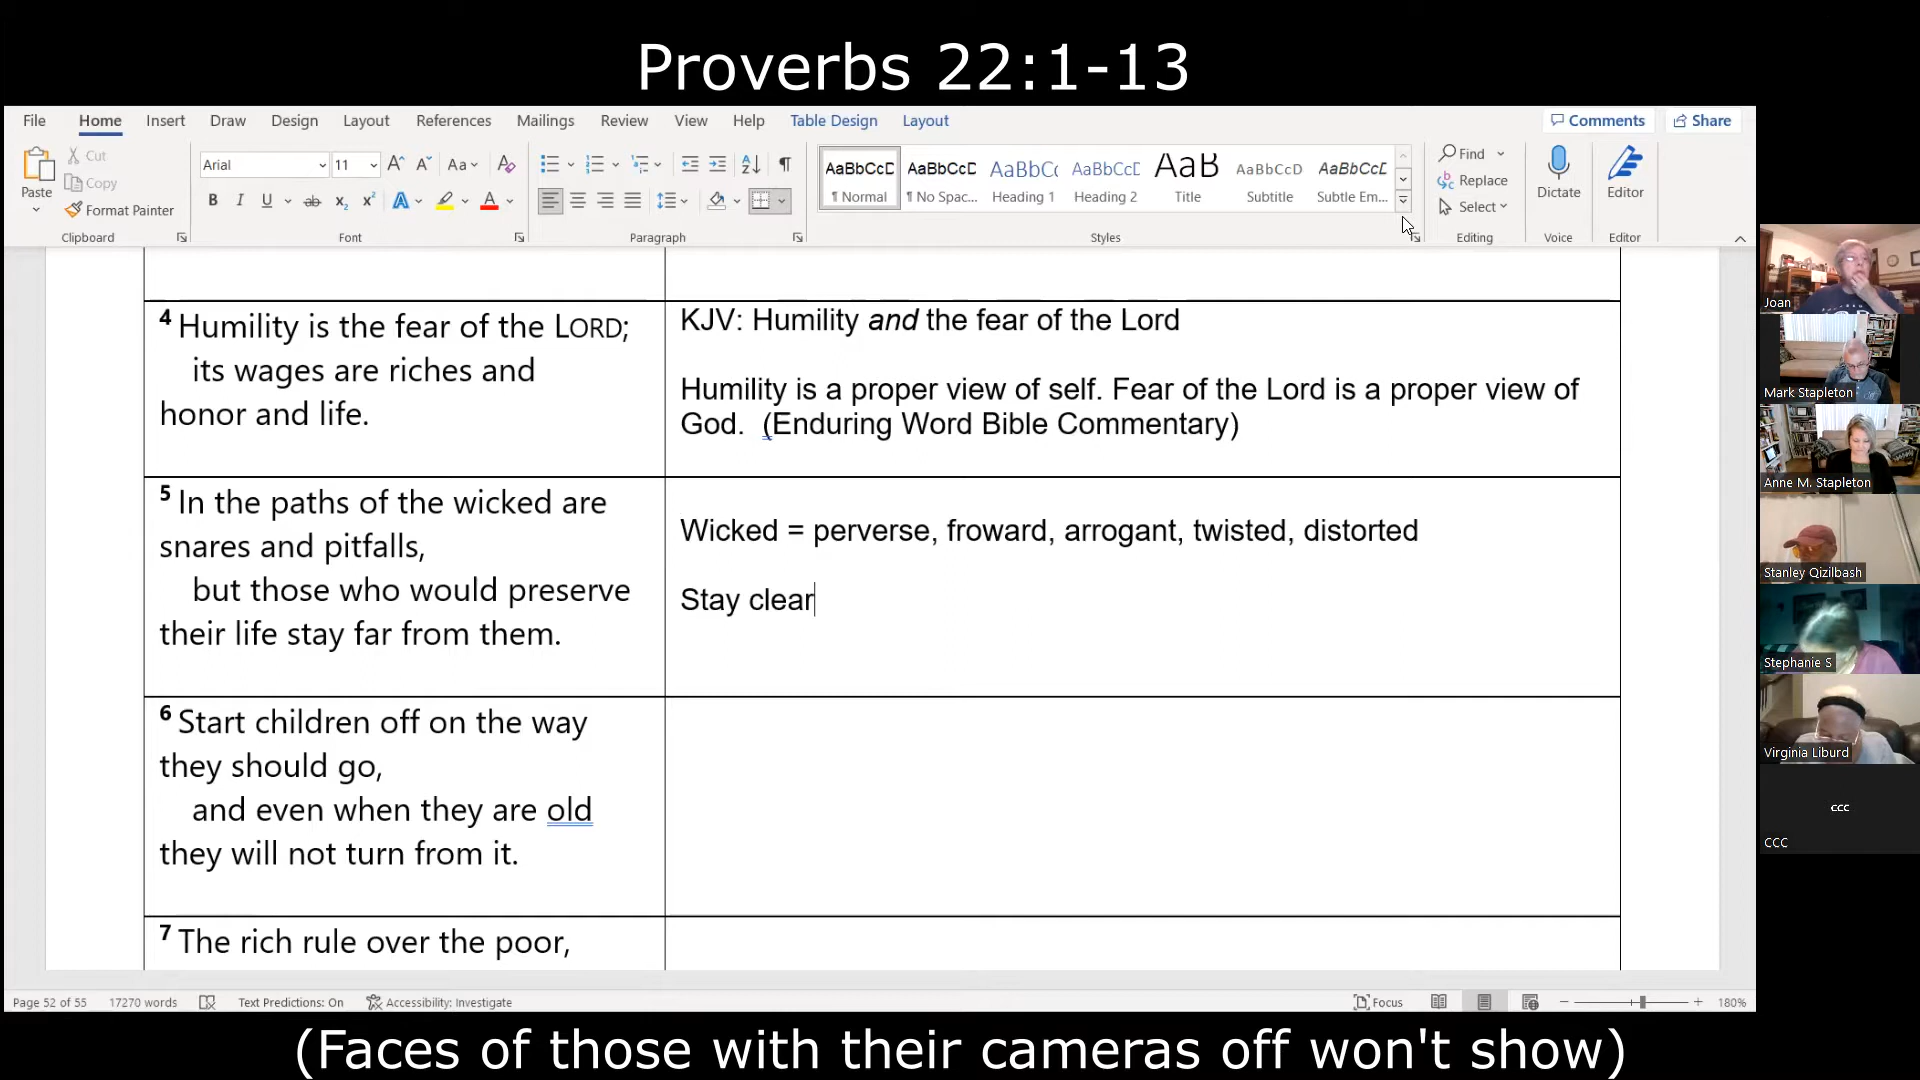 Proverbs 22:1-13
File Home Insert Draw Design Layout References Mailings Review View Help Table Design Layout Comments Share
Paste Cut Copy Format Painter
Arial 11
AaBbCcD AaBbCcD AaBbC AaBbCcD AaB AaBbCcD AaBbCcD
¶ Normal ¶ No Spac... Heading 1 Heading 2 Title Subtitle Subtle Em...
Find
Replace
Select
Dictate Editor
Clipboard Font Paragraph Styles Editing Voice Editor
4 Humility is the fear of the LORD;
its wages are riches and
honor and life.
KJV: Humility and the fear of the Lord
Humility is a proper view of self. Fear of the Lord is a proper view of
God. (Enduring Word Bible Commentary)
5 In the paths of the wicked are
snares and pitfalls,
but those who would preserve
their life stay far from them.
Wicked = perverse, froward, arrogant, twisted, distorted
Stay clear
6 Start children off on the way
they should go,
and even when they are old
they will not turn from it.
7 The rich rule over the poor,
Page 52 of 55 17270 words Text Predictions: On Accessibility: Investigate Focus 180%
Joan
Mark Stapleton
Anne M. Stapleton
Stanley Qizilbash
Stephanie S
Virginia Liburd
ccc
CCC
(Faces of those with their cameras off won't show)